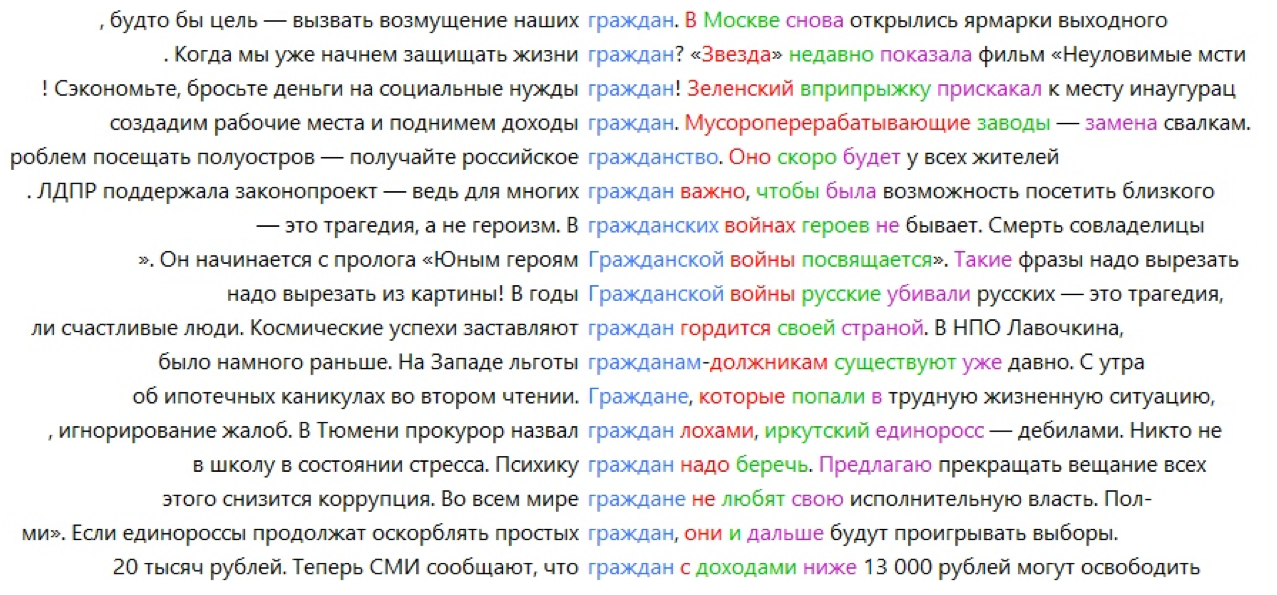 , будто бы цель — вызвать возмущение наших граждан. В Москве снова открылись ярмарки выходного
. Когда мы уже начнем защищать жизни граждан? «Звезда» недавно показала фильм «Неуловимые мсти
! Сэкономьте, бросьте деньги на социальные нужды граждан! Зеленский вприпрыжку прискакал к месту инаугурац
создадим рабочие места и поднимем доходы граждан. Мусороперерабатывающие заводы — замена свалкам.
роблем посещать полуостров — получайте российское гражданство. Оно скоро будет у всех жителей
. ЛДПР поддержала законопроект — ведь для многих граждан важно, чтобы была возможность посетить близкого
— это трагедия, а не героизм. В Гражданских войнах героев не бывает. Смерть совладелицы
». Он начинается с пролога «Юным героям Гражданской войны посвящается». Такие фразы надо вырезать
надо вырезать из картины! В годы Гражданской войны русские убивали русских — это трагедия,
ли счастливые люди. Космические успехи заставляют граждан гордится своей страной. В НПО Лавочкина,
было намного раньше. На Западе льготы гражданам-должникам существуют уже давно. С утра
об ипотечных каникулах во втором чтении. Граждане, которые попали в трудную жизненную ситуацию,
, игнорирование жалоб. В Тюмени прокурор назвал граждан лохами, иркутский единоросс — дебилами. Никто не
в школу в состоянии стресса. Психику граждан надо беречь. Предлагаю прекращать вещание всех
этого снизится коррупция. Во всем мире граждане не любят свою исполнительную власть. Пол-
ми». Если единороссы продолжат оскорблять простых граждан, они и дальше будут проигрывать выборы.
20 тысяч рублей. Теперь СМИ сообщают, что граждан с доходами ниже 13 000 рублей могут освободить